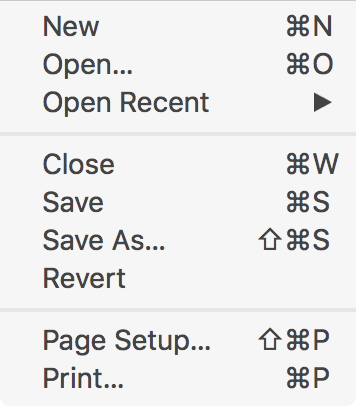 New ⌘N
Open... ⌘O
Open Recent ▶
Close ⌘W
Save ⌘S
Save As... ⇧⌘S
Revert
Page Setup... ⇧⌘P
Print... ⌘P